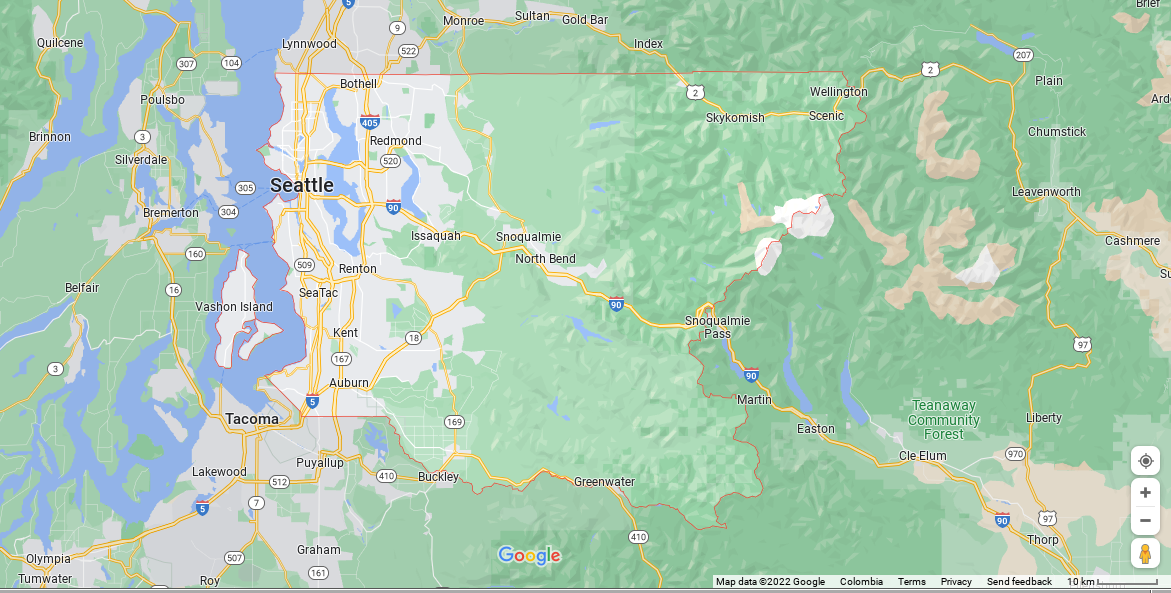 5
Brief
Monroe
Sultan
Gold Bar
9
Quilcene
Lynnwood
522
Index
207
307
104
2
Plain
Bothell
2
Wellington
Poulsbo
Skykomish
Scenic
405
Chumstick
Brinnon
3
Redmond
Silverdale
520
Seattle
305
Leavenworth
Bremerton
304
90
Issaquah
Snoqualmie
Cashmere
160
North Bend
509
Renton
Belfair
16
SeaTac
Vashon Island
90
Snoqualmie
Pass
Kent
18
97
167
3
90
Auburn
Martin
5
Teanaway
Community
Forest
Tacoma
169
Liberty
Easton
Cle Elum
970
Puyallup
Lakewood
410
Buckley
512
Greenwater
7
5
90
97
410
Thorp
Graham
Google
Olympia
507
161
Tumwater
Roy
Map data ©2022 Google
Colombia
Terms
Privacy
Send feedback
10 km